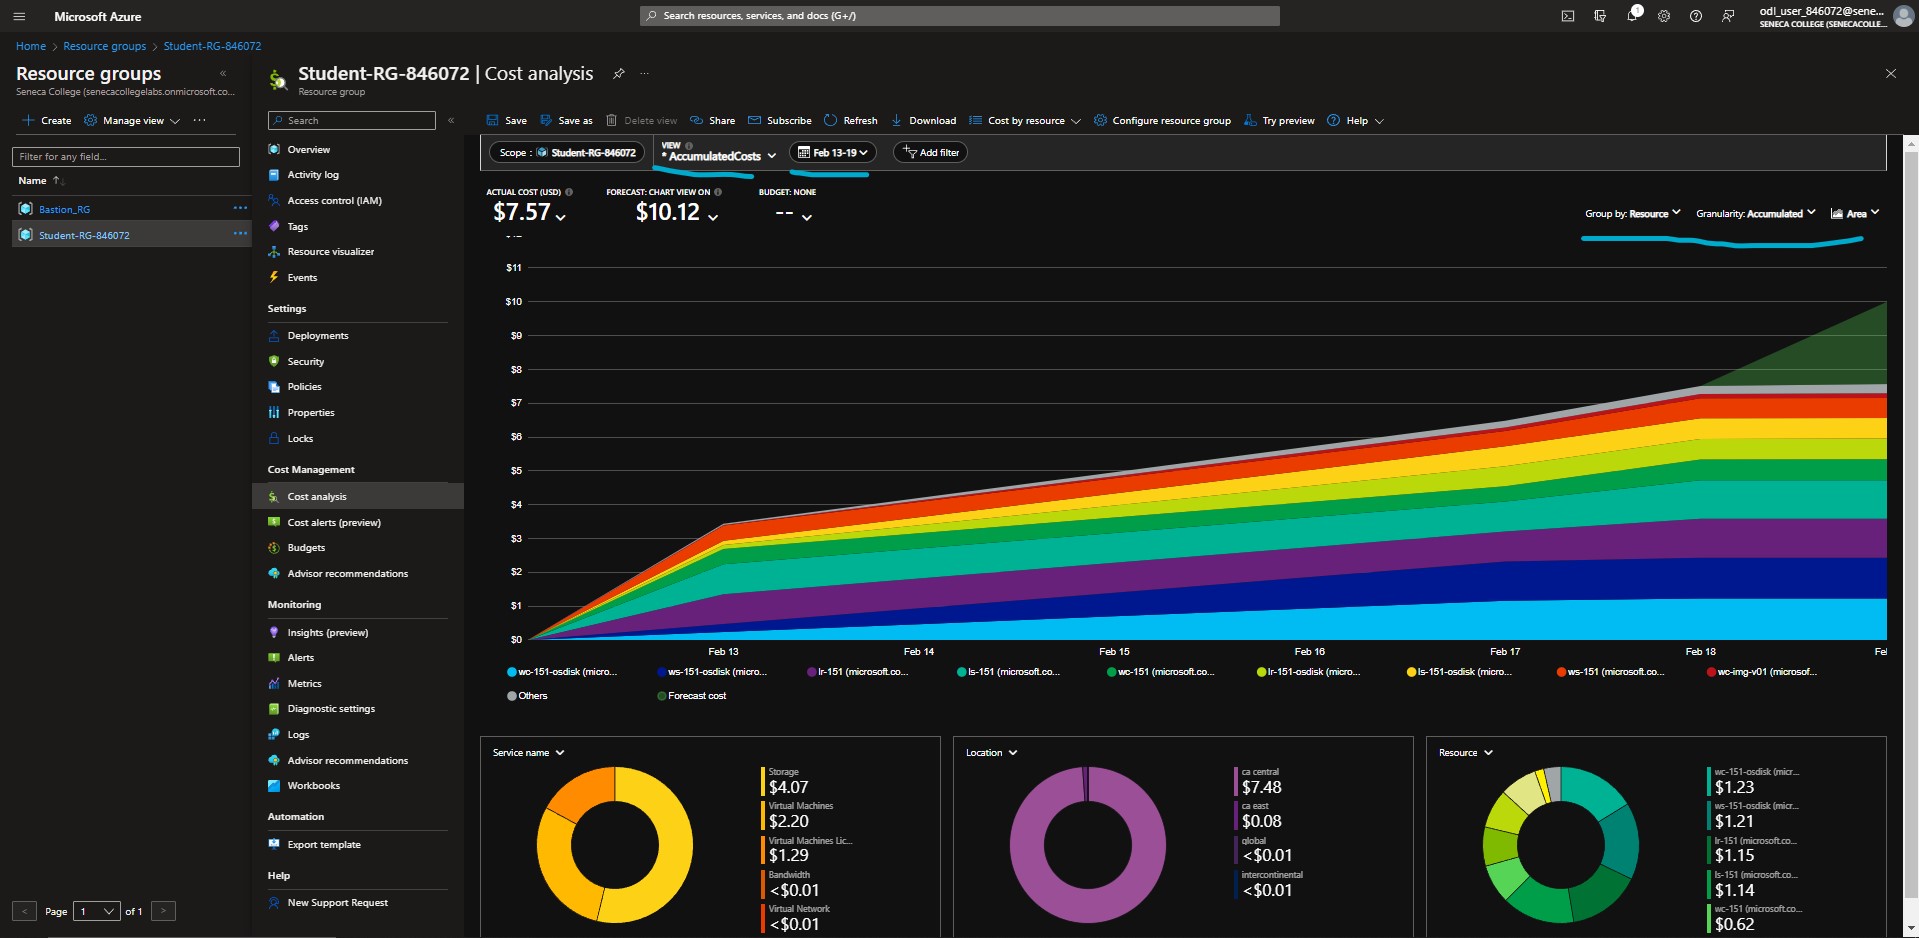 Microsoft Azure
Search resources, services, and docs (G+/)
1
odl_user_846072@sene...
SENECA COLLEGE (SENECACOLLE...
Home > Resource groups > Student-RG-846072
Resource groups
«
Seneca College (senecacollegelabs.onmicrosoft.co...
Create
Manage view
...
Filter for any field...
Name ↑↓
Bastion_RG
...
Student-RG-846072
...
< Page 1 of 1 >
Student-RG-846072 | Cost analysis
...
Resource group
Search
«
Overview
Activity log
Access control (IAM)
Tags
Resource visualizer
Events
Settings
Deployments
Security
Policies
Properties
Locks
Cost Management
Cost analysis
Cost alerts (preview)
Budgets
Advisor recommendations
Monitoring
Insights (preview)
Alerts
Metrics
Diagnostic settings
Logs
Advisor recommendations
Workbooks
Automation
Export template
Help
New Support Request
Save
Save as
Delete view
Share
Subscribe
Refresh
Download
Cost by resource
Configure resource group
Try preview
Help
Scope : Student-RG-846072
VIEW
* AccumulatedCosts
Feb 13-19
Add filter
ACTUAL COST (USD)
$7.57
FORECAST: CHART VIEW ON
$10.12
BUDGET: NONE
--
Group by: Resource
Granularity: Accumulated
Area
$11
$10
$9
$8
$7
$6
$5
$4
$3
$2
$1
$0
Feb 13
Feb 14
Feb 15
Feb 16
Feb 17
Feb 18
Fel
wc-151-osdisk (micro...
ws-151-osdisk (micro...
lr-151 (microsoft.co...
ls-151 (microsoft.co...
wc-151 (microsoft.co...
lr-151-osdisk (micro...
ls-151-osdisk (micro...
ws-151 (microsoft.co...
wc-img-v01 (microsof...
Others
Forecast cost
Service name
Storage
$4.07
Virtual Machines
$2.20
Virtual Machines Lic...
$1.29
Bandwidth
<$0.01
Virtual Network
<$0.01
Location
ca central
$7.48
ca east
$0.08
global
<$0.01
intercontinental
<$0.01
Resource
wc-151-osdisk (micr...
$1.23
ws-151-osdisk (micr...
$1.21
lr-151 (microsoft.co...
$1.15
ls-151 (microsoft.co...
$1.14
wc-151 (microsoft.co...
$0.62